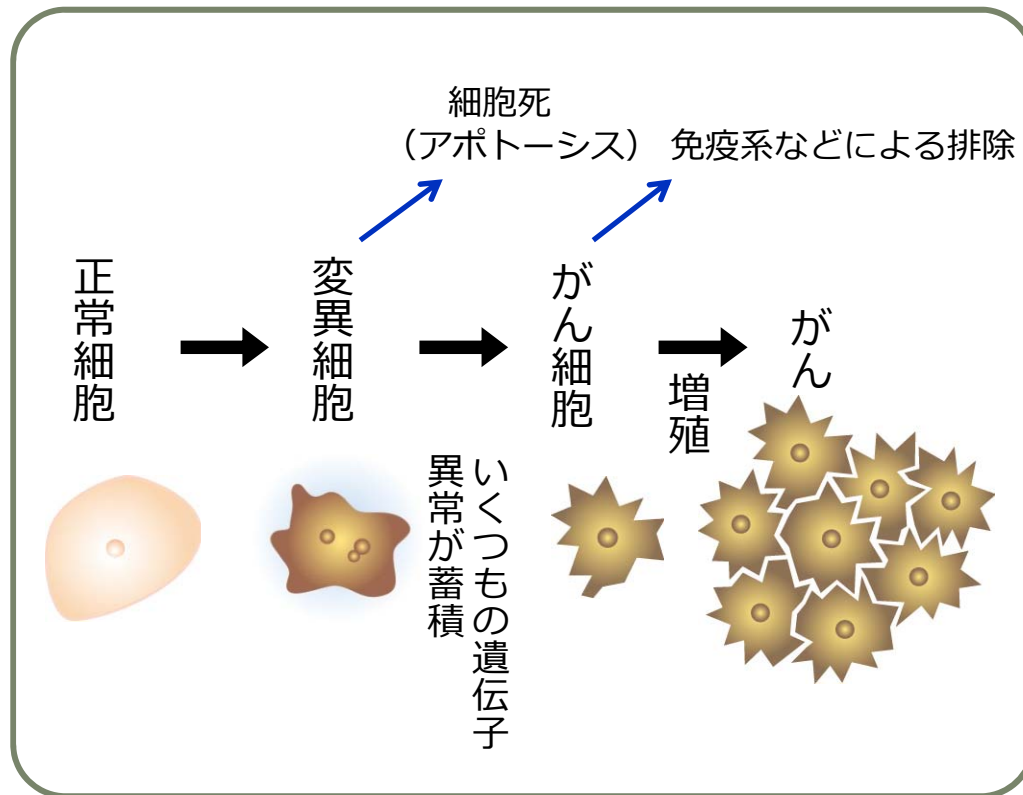 細胞死
（アポトーシス）
免疫系などによる排除
正常細胞
変異細胞
がん細胞
がん
増殖
いくつもの遺伝子
異常が蓄積